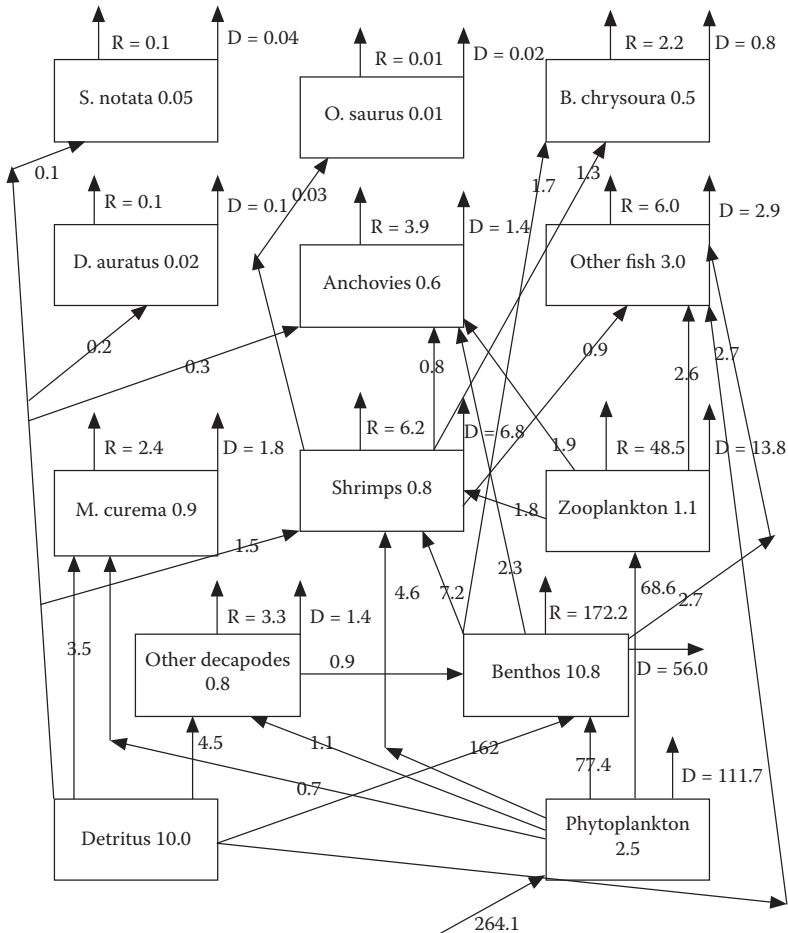 R = 0.1
D = 0.04
S. notata 0.05
R = 0.01
D = 0.02
O. saurus 0.01
R = 2.2
D = 0.8
B. chrysoura 0.5
0.1
0.03
1.7
1.3
R = 0.1
D = 0.1
D. auratus 0.02
R = 3.9
D = 1.4
Anchovies 0.6
R = 6.0
D = 2.9
Other fish 3.0
0.2
0.3
0.8
0.9
2.6
2.7
R = 2.4
D = 1.8
M. curema 0.9
R = 6.2
D = 6.8
Shrimps 0.8
1.9
R = 48.5
D = 13.8
Zooplankton 1.1
1.8
1.5
4.6
7.2
2.3
68.6
2.7
3.5
R = 3.3
D = 1.4
Other decapodes
0.8
0.9
R = 172.2
Benthos 10.8
D = 56.0
4.5
1.1
162
77.4
0.7
D = 111.7
Detritus 10.0
Phytoplankton
2.5
264.1